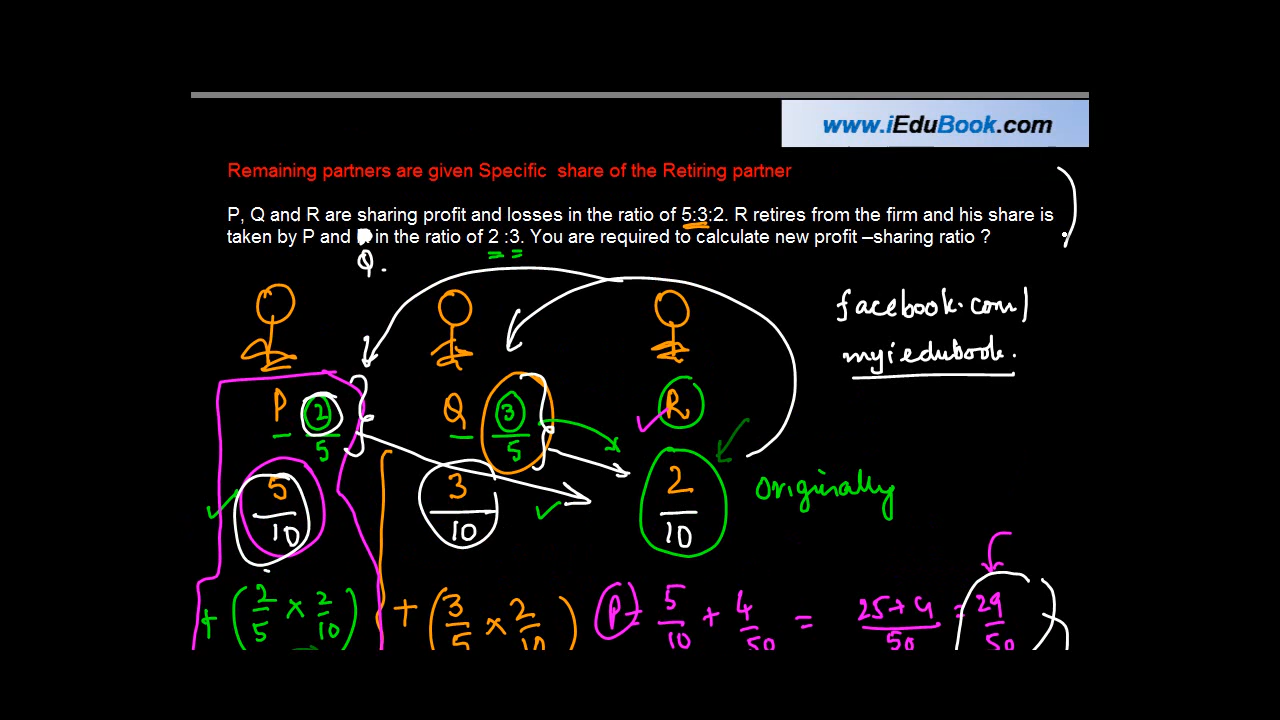 www.iEduBook.com
Remaining partners are given Specific share of the Retiring partner
P, Q and R are sharing profit and losses in the ratio of 5:3:2. R retires from the firm and his share is
taken by P and in the ratio of 2 :3. You are required to calculate new profit –sharing ratio ?
Q.
facebook.com/
myiedubook.
P 2/5 Q 3/5 R
5/10 3/10 2/10 Originally
+ (2/5 × 2/10) + (3/5 × 2/10) P = 5/10 + 4/50 = 25+4/50 = 29/50